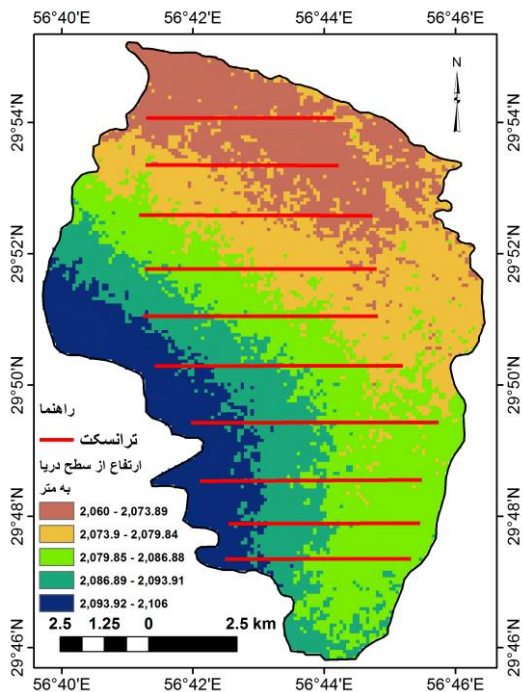 56°40'E 56°42'E 56°44'E 56°46'E
29°54'N 29°54'N
N
29°52'N 29°52'N
29°50'N 29°50'N
راهنما
ترانسکت
ارتفاع از سطح دریا
به متر
29°48'N 29°48'N
2,060 - 2,073.89
2,073.9 - 2,079.84
2,079.85 - 2,086.88
2,086.89 - 2,093.91
2,093.92 - 2,106
2.5 1.25 0 2.5 km
29°46'N 29°46'N
56°40'E 56°42'E 56°44'E 56°46'E